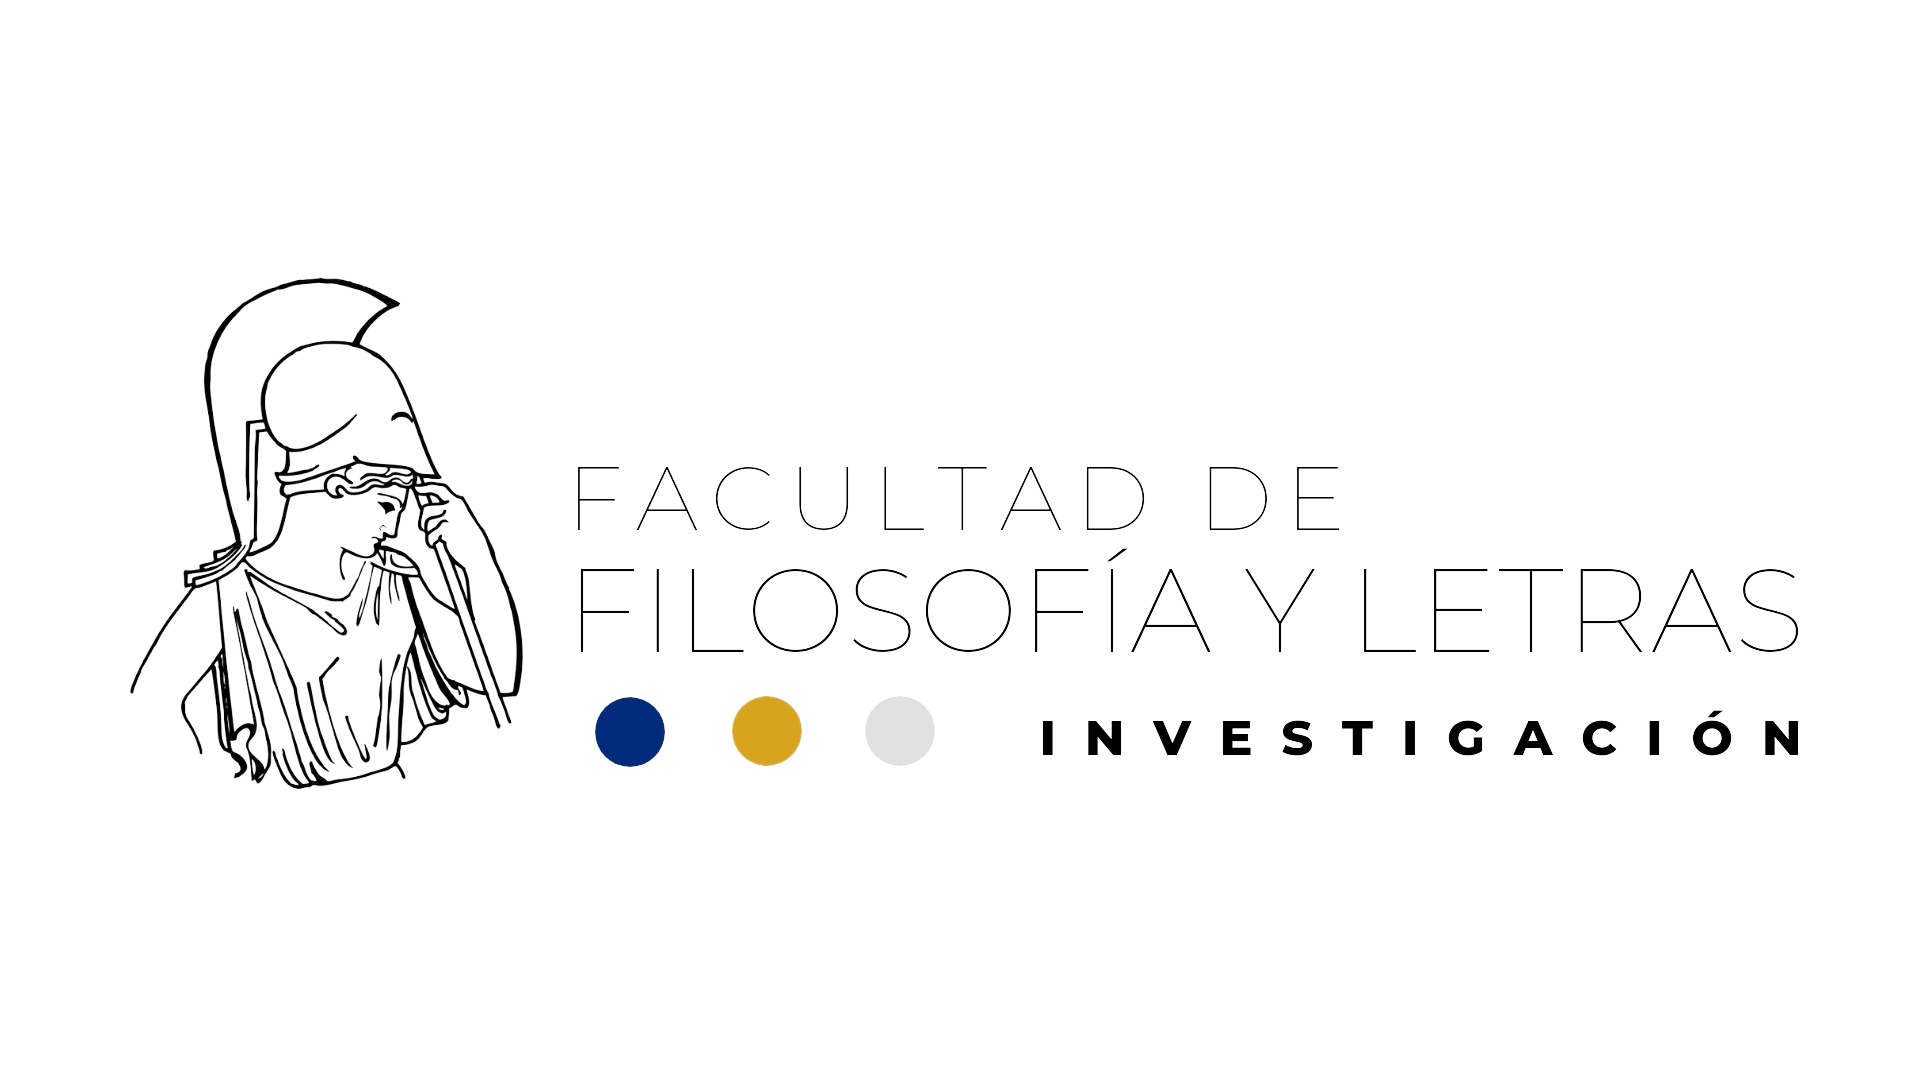 FACULTAD DE
FILOSOFÍA Y LETRAS
INVESTIGACIÓN